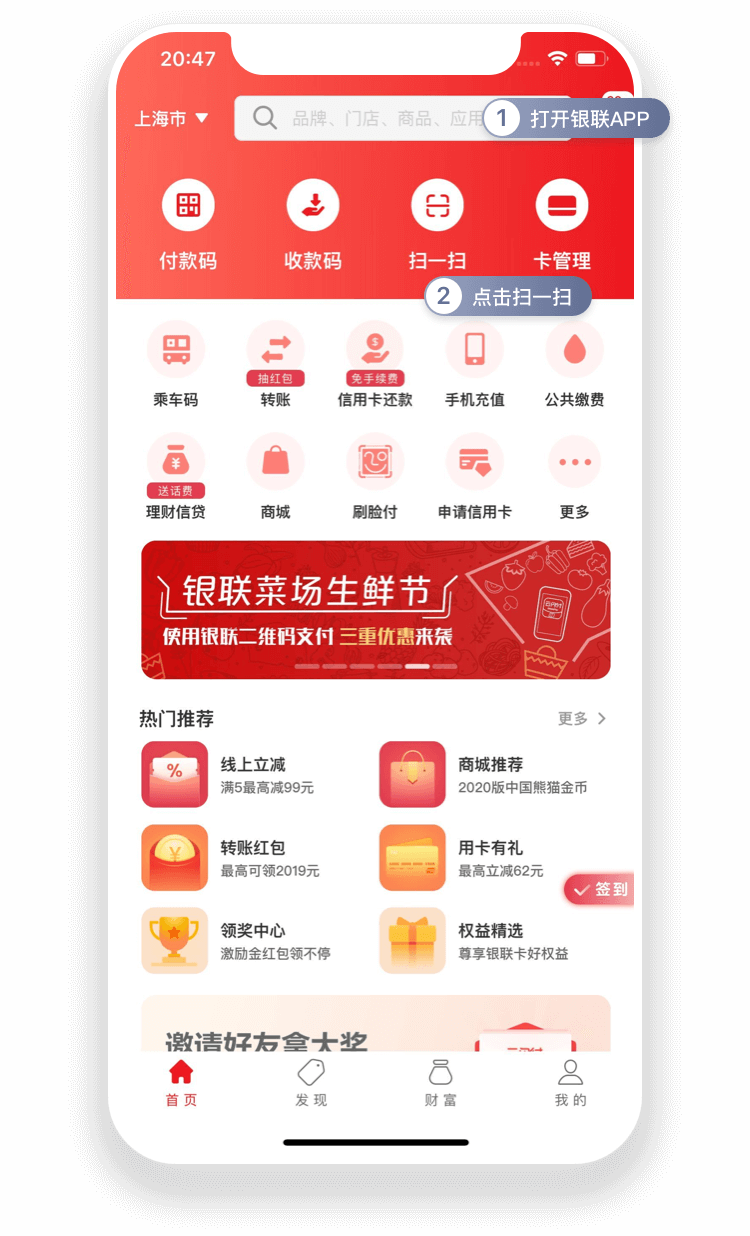 20:47
上海市
品牌、门店、商品、应用
1 打开银联APP
付款码 收款码 扫一扫 卡管理
2 点击扫一扫
抽红包 免手续费
乘车码 转账 信用卡还款 手机充值 公共缴费
送话费
理财信贷 商城 刷脸付 申请信用卡 更多
银联菜场生鲜节
使用银联二维码支付 三重优惠来袭
热门推荐 更多
线上立减 商城推荐
满5最高减99元 2020版中国熊猫金币
转账红包 用卡有礼
最高可领2019元 最高立减62元
签到
领奖中心 权益精选
激励金红包领不停 尊享银联卡好权益
邀请好友拿大奖
首页 发现 财富 我的